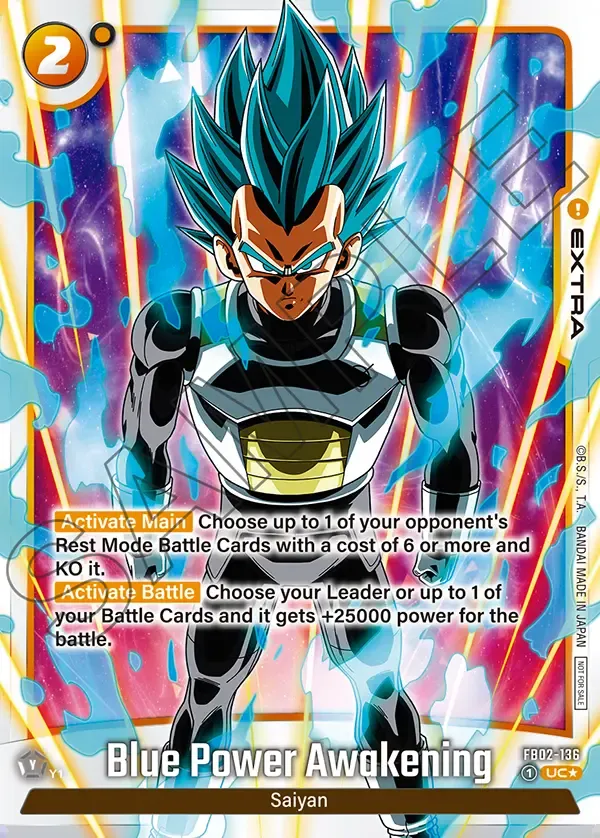 2
! EXTRA
SAMPLE
Activate Main Choose up to 1 of your opponent's
Rest Mode Battle Cards with a cost of 6 or more and
KO it.
Activate Battle Choose your Leader or up to 1 of
your Battle Cards and it gets +25000 power for the
battle.
©B.S./S., T.A. BANDAI MADE IN JAPAN
NOT FOR SALE
Y Y1
Blue Power Awakening
FB02-136
1 UC★
Saiyan